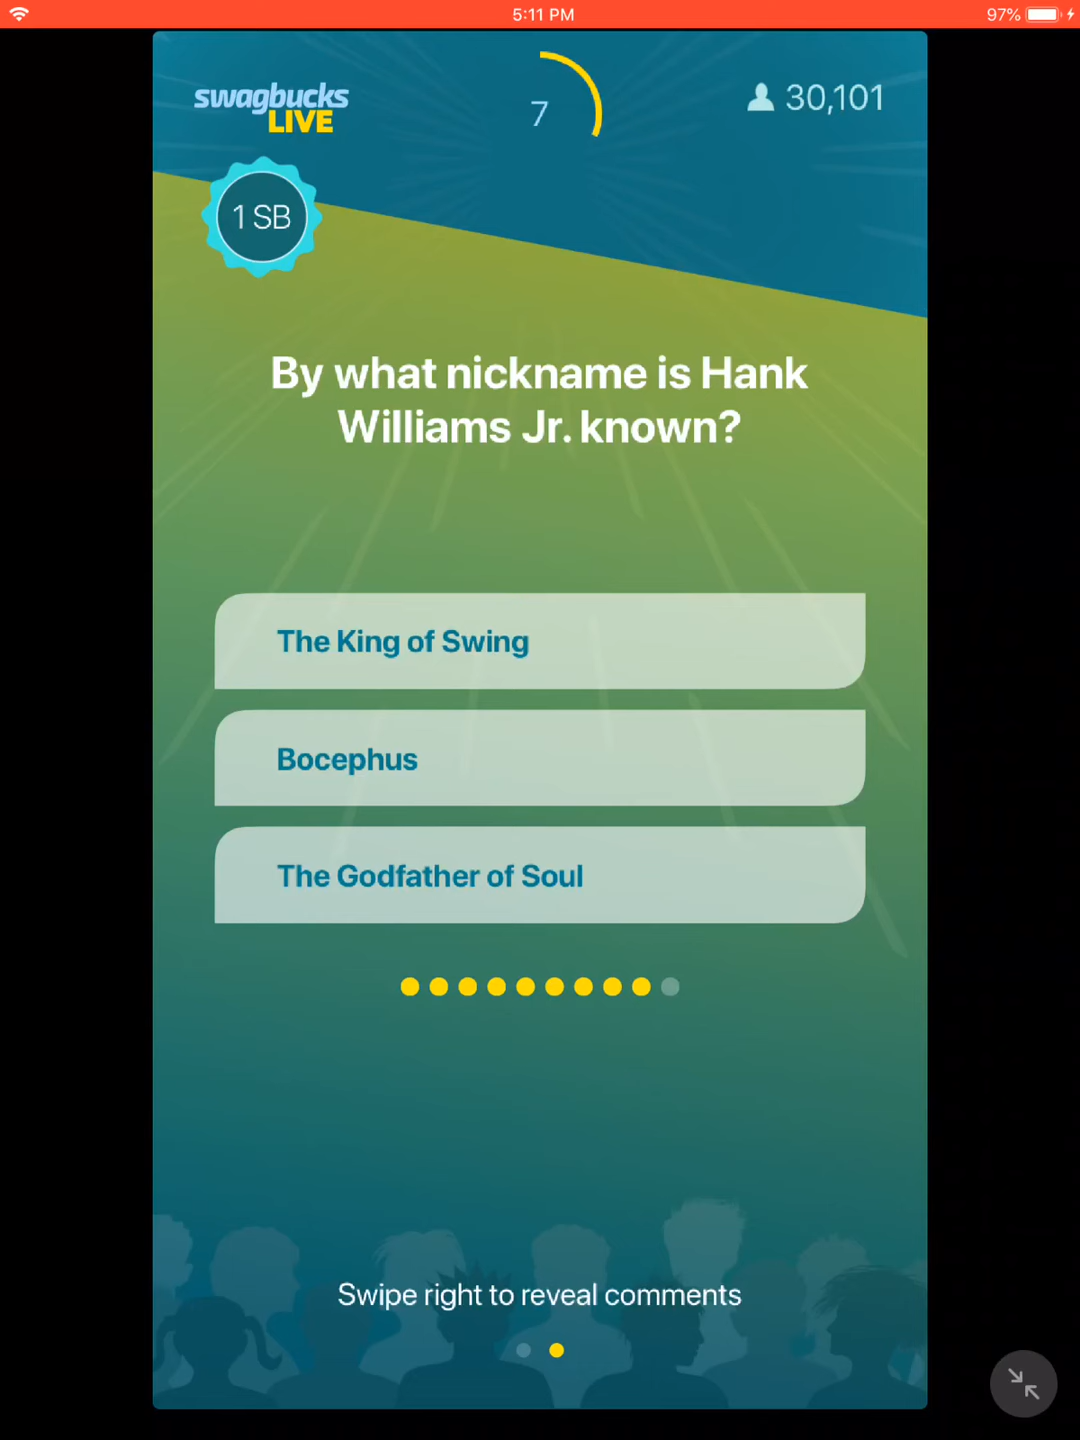 5:11 PM
97%
swagbucks
LIVE
7
30,101
1 SB
By what nickname is Hank
Williams Jr. known?
The King of Swing
Bocephus
The Godfather of Soul
Swipe right to reveal comments